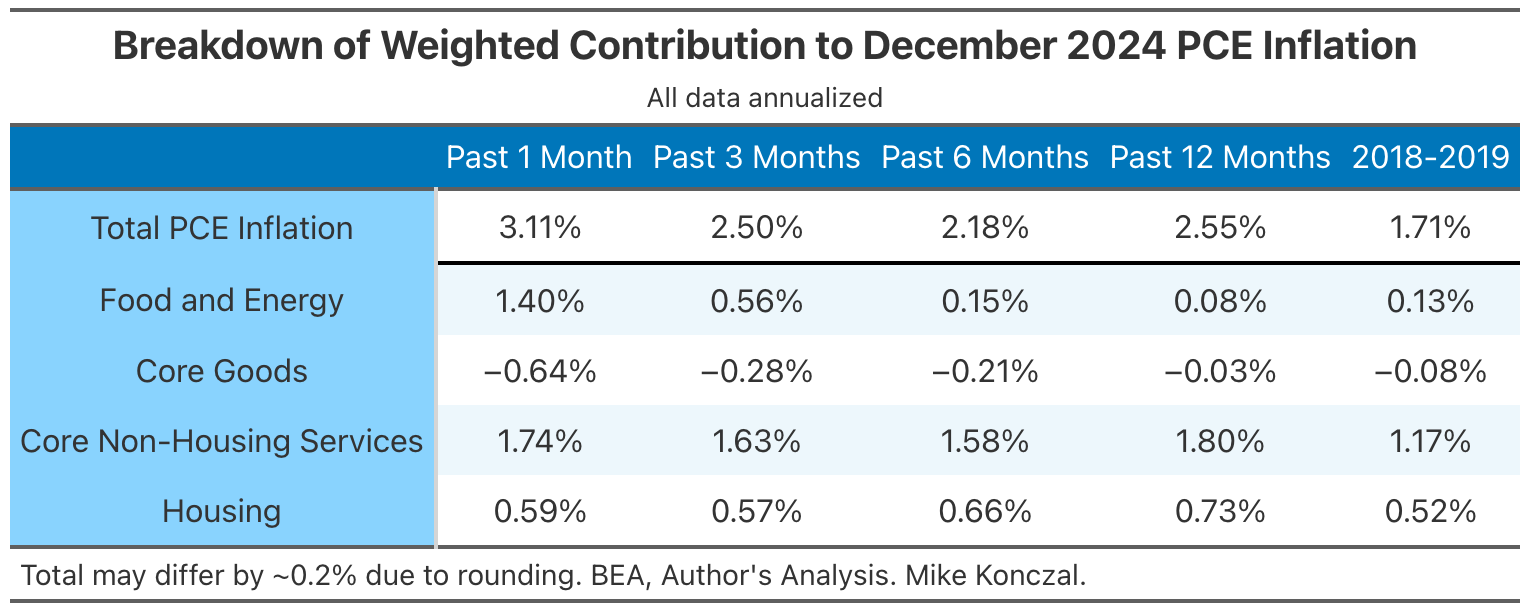 Breakdown of Weighted Contribution to December 2024 PCE Inflation
All data annualized
Past 1 Month Past 3 Months Past 6 Months Past 12 Months 2018-2019
Total PCE Inflation 3.11% 2.50% 2.18% 2.55% 1.71%
Food and Energy 1.40% 0.56% 0.15% 0.08% 0.13%
Core Goods −0.64% −0.28% −0.21% −0.03% −0.08%
Core Non-Housing Services 1.74% 1.63% 1.58% 1.80% 1.17%
Housing 0.59% 0.57% 0.66% 0.73% 0.52%
Total may differ by ~0.2% due to rounding. BEA, Author's Analysis. Mike Konczal.